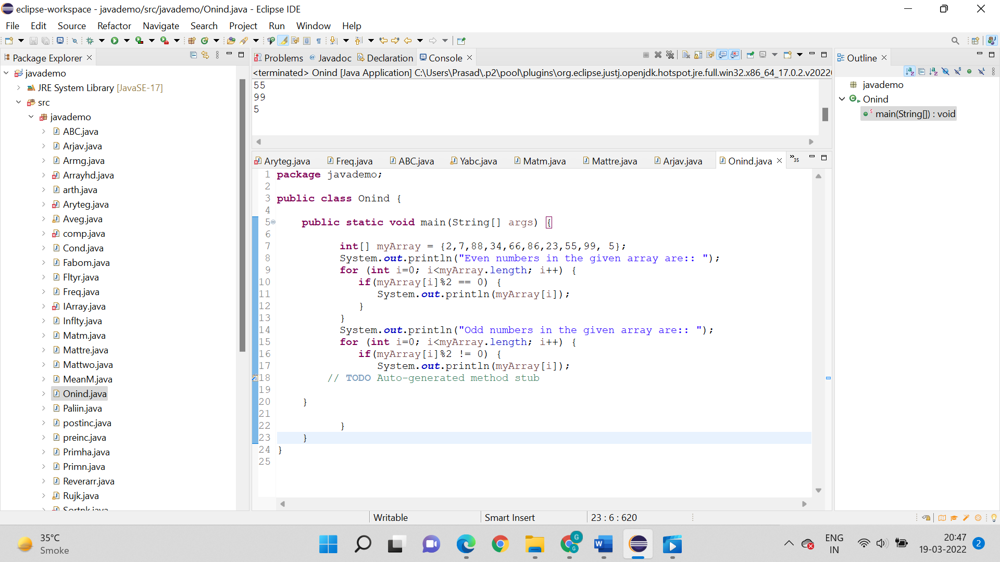 eclipse-workspace - javademo/src/javademo/Onind.java - Eclipse IDE
File Edit Source Refactor Navigate Search Project Run Window Help
Package Explorer
javademo
JRE System Library [JavaSE-17]
src
javademo
ABC.java
Arjav.java
Armg.java
Arrayhd.java
arth.java
Aryteg.java
Aveg.java
comp.java
Cond.java
Fabom.java
Fltyr.java
Freq.java
IArray.java
Inflty.java
Matm.java
Mattre.java
Mattwo.java
MeanM.java
Onind.java
Paliin.java
postinc.java
preinc.java
Primha.java
Primn.java
Reverarr.java
Rujk.java
Sortnk.java
Problems @ Javadoc Declaration Console
<terminated> Onind [Java Application] C:\Users\Prasad\.p2\pool\plugins\org.eclipse.justj.openjdk.hotspot.jre.full.win32.x86_64_17.0.2.v2022
55
99
5
Aryteg.java Freq.java ABC.java Yabc.java Matm.java Mattre.java Arjav.java Onind.java »35
1 package javademo;
2
3 public class Onind {
4
5 public static void main(String[] args) {
6
7 int[] myArray = {2,7,88,34,66,86,23,55,99, 5};
8 System.out.println("Even numbers in the given array are:: ");
9 for (int i=0; i<myArray.length; i++) {
10 if(myArray[i]%2 == 0) {
11 System.out.println(myArray[i]);
12 }
13 }
14 System.out.println("Odd numbers in the given array are:: ");
15 for (int i=0; i<myArray.length; i++) {
16 if(myArray[i]%2 != 0) {
17 System.out.println(myArray[i]);
18 // TODO Auto-generated method stub
19
20 }
21
22 }
23 }
24 }
25
Outline
javademo
Onind
main(String[]) : void
Writable Smart Insert 23 : 6 : 620
35°C
Smoke
ENG
IN
20:47
19-03-2022
2